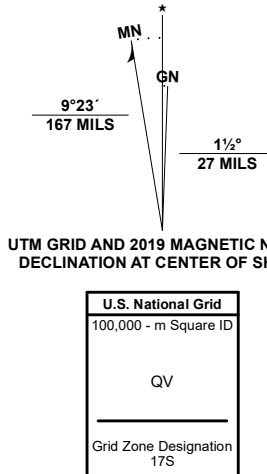 ★
MN
GN
9°23´
167 MILS
1½°
27 MILS
UTM GRID AND 2019 MAGNETIC
DECLINATION AT CENTER OF
U.S. National Grid
100,000 - m Square ID
QV
Grid Zone Designation
17S